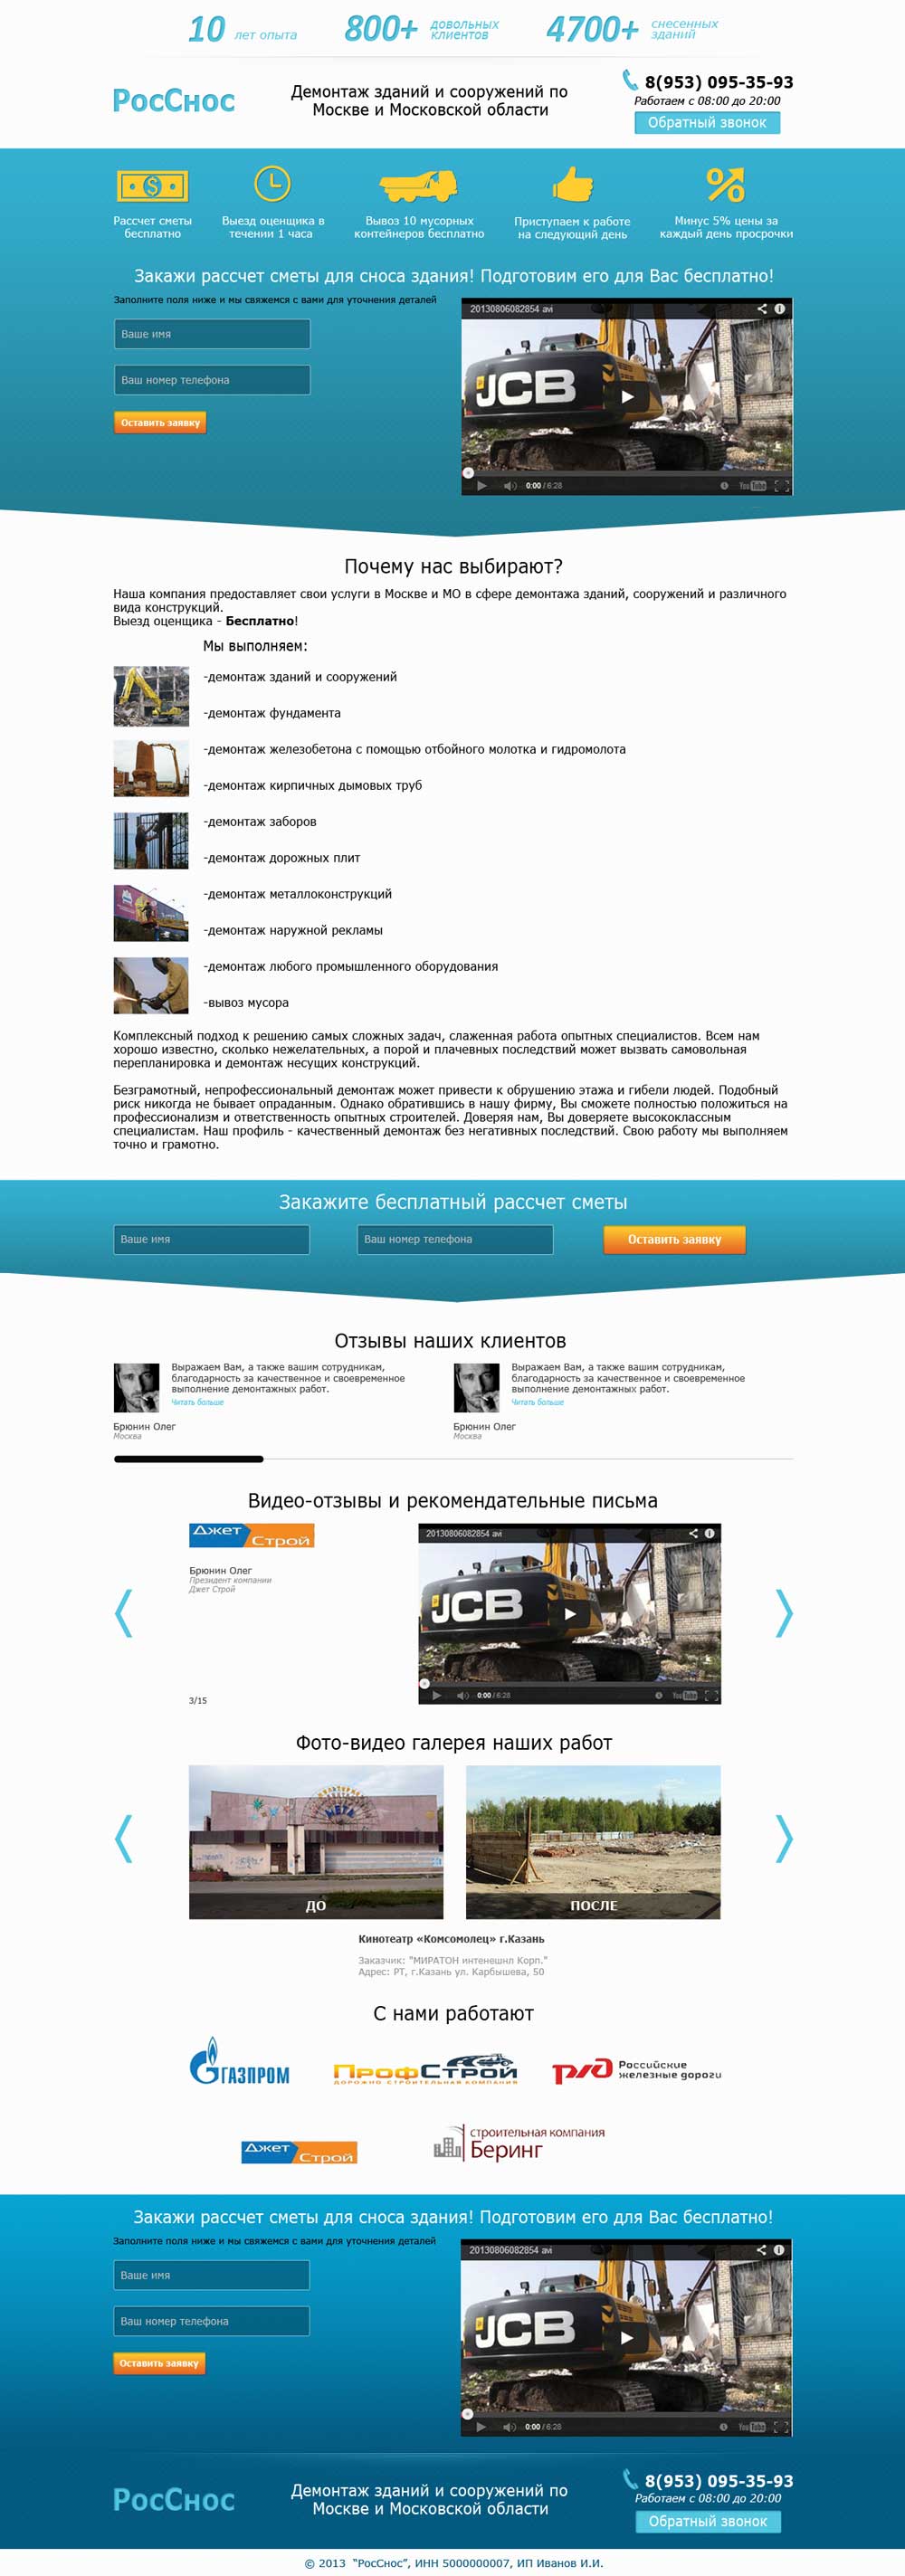 10 лет опыта
800+ довольных
клиентов
4700+ снесенных
зданий
РосСнос
Демонтаж зданий и сооружений по
Москве и Московской области
8(953) 095-35-93
Работаем с 08:00 до 20:00
Обратный звонок
Рассчет сметы
бесплатно
Выезд оценщика в
течении 1 часа
Вывоз 10 мусорных
контейнеров бесплатно
Приступаем к работе
на следующий день
Минус 5% цены за
каждый день просрочки
Закажи рассчет сметы для сноса здания! Подготовим его для Вас бесплатно!
Заполните поля ниже и мы свяжемся с вами для уточнения деталей
Ваше имя
Ваш номер телефона
Оставить заявку
20130806082854 avi
JCB
0:00 / 6:28
YouTube
Почему нас выбирают?
Наша компания предоставляет свои услуги в Москве и МО в сфере демонтажа зданий, сооружений и различного
вида конструкций.
Выезд оценщика - Бесплатно!
Мы выполняем:
-демонтаж зданий и сооружений
-демонтаж фундамента
-демонтаж железобетона с помощью отбойного молотка и гидромолота
-демонтаж кирпичных дымовых труб
-демонтаж заборов
-демонтаж дорожных плит
-демонтаж металлоконструкций
-демонтаж наружной рекламы
-демонтаж любого промышленного оборудования
-вывоз мусора
Комплексный подход к решению самых сложных задач, слаженная работа опытных специалистов. Всем нам
хорошо известно, сколько нежелательных, а порой и плачевных последствий может вызвать самовольная
перепланировка и демонтаж несущих конструкций.
Безграмотный, непрофессиональный демонтаж может привести к обрушению этажа и гибели людей. Подобный
риск никогда не бывает опраданным. Однако обратившись в нашу фирму, Вы сможете полностью положиться на
профессионализм и ответственность опытных строителей. Доверяя нам, Вы доверяете высококлассным
специалистам. Наш профиль - качественный демонтаж без негативных последствий. Свою работу мы выполняем
точно и грамотно.
Закажите бесплатный рассчет сметы
Ваше имя
Ваш номер телефона
Оставить заявку
Отзывы наших клиентов
Выражаем Вам, а также вашим сотрудникам,
благодарность за качественное и своевременное
выполнение демонтажных работ.
Читать больше
Брюнин Олег
Москва
Выражаем Вам, а также вашим сотрудникам,
благодарность за качественное и своевременное
выполнение демонтажных работ.
Читать больше
Брюнин Олег
Москва
Видео-отзывы и рекомендательные письма
Джет
Строй
Брюнин Олег
Президент компании
Джет Строй
3/15
20130806082854 avi
JCB
0:00 / 6:28
YouTube
Фото-видео галерея наших работ
МЕТА
ДО
ПОСЛЕ
Кинотеатр «Комсомолец» г.Казань
Заказчик: "МИРАТОН интенешнл Корп."
Адрес: РТ, г.Казань ул. Карбышева, 50
С нами работают
ГАЗПРОМ
ПрофСтрой
ДОРОЖНО СТРОИТЕЛЬНАЯ КОМПАНИЯ
ржд Российские
железные дороги
Джет
Строй
строительная компания
Беринг
Закажи рассчет сметы для сноса здания! Подготовим его для Вас бесплатно!
Заполните поля ниже и мы свяжемся с вами для уточнения деталей
Ваше имя
Ваш номер телефона
Оставить заявку
20130806082854 avi
JCB
0:00 / 6:28
YouTube
РосСнос
Демонтаж зданий и сооружений по
Москве и Московской области
8(953) 095-35-93
Работаем с 08:00 до 20:00
Обратный звонок
© 2013 "РосСнос", ИНН 5000000007, ИП Иванов И.И.